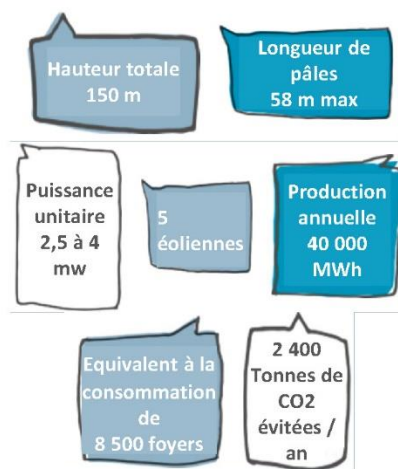 Hauteur totale
150 m
Longueur de
pâles
58 m max
Puissance
unitaire
2,5 à 4
mw
5
éoliennes
Production
annuelle
40 000
MWh
Equivalent à la
consommation
de
8 500 foyers
2 400
Tonnes de
CO2
évitées /
an